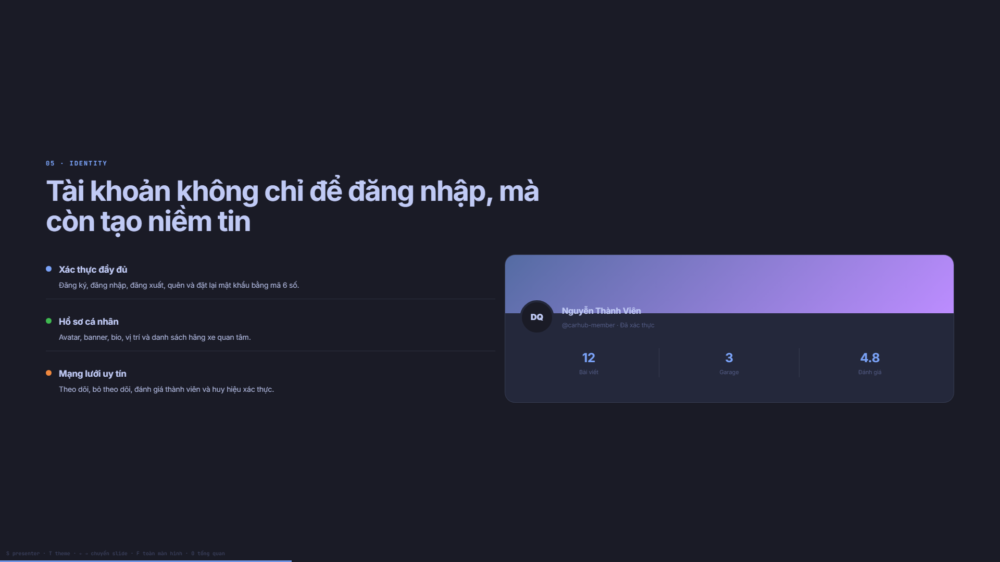 05 · IDENTITY
Tài khoản không chỉ để đăng nhập, mà
còn tạo niềm tin
Xác thực đầy đủ
Đăng ký, đăng nhập, đăng xuất, quên và đặt lại mật khẩu bằng mã 6 số.
Hồ sơ cá nhân
Avatar, banner, bio, vị trí và danh sách hãng xe quan tâm.
Mạng lưới uy tín
Theo dõi, bỏ theo dõi, đánh giá thành viên và huy hiệu xác thực.
DQ
Nguyễn Thành Viên
@carhub-member · Đã xác thực
12
Bài viết
3
Garage
4.8
Đánh giá
S presenter · T theme · ← → chuyển slide · F toàn màn hình · O tổng quan